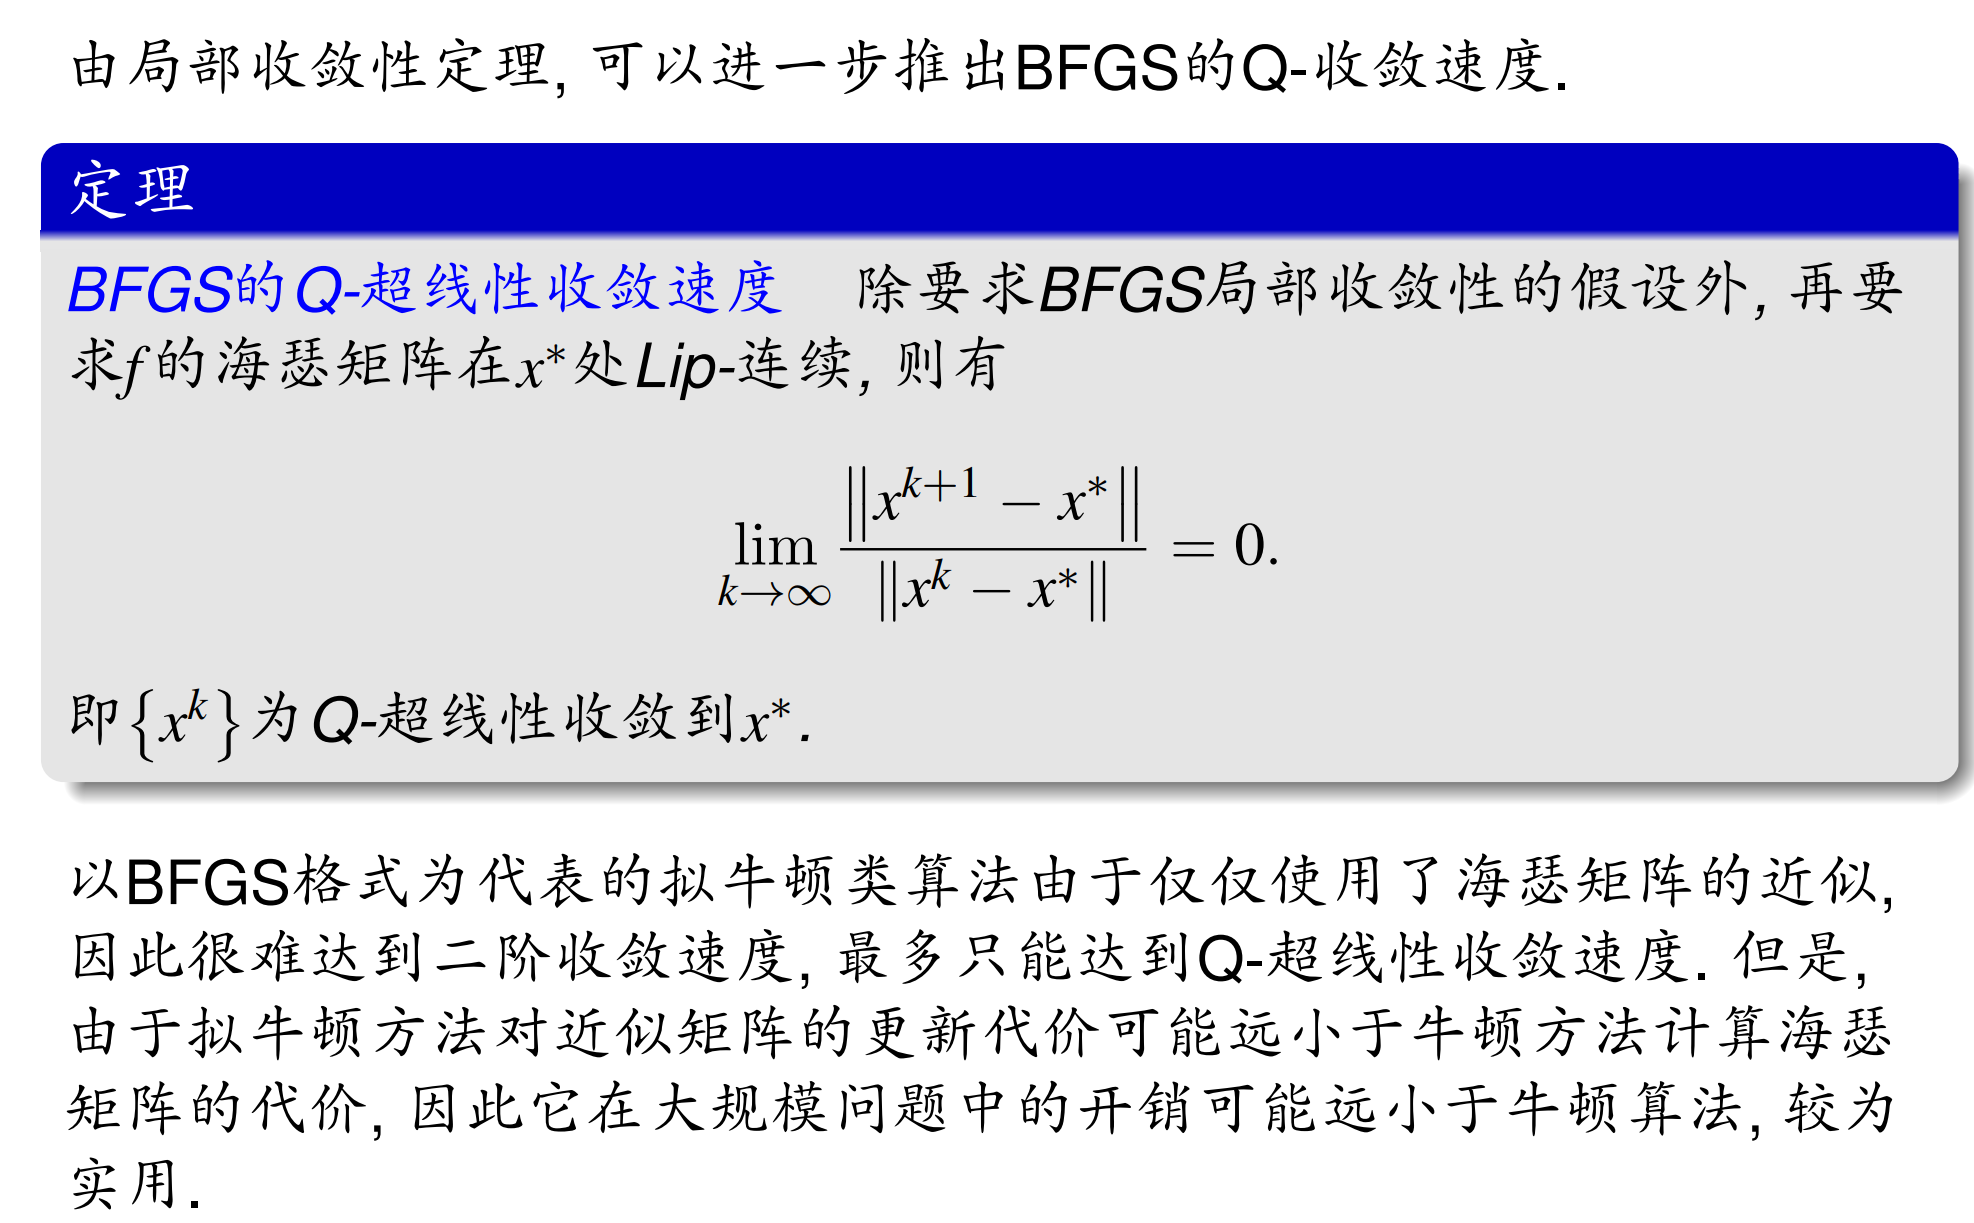 由局部收敛性定理, 可以进一步推出BFGS的Q-收敛速度.
定理
BFGS的Q-超线性收敛速度 除要求BFGS局部收敛性的假设外, 再要
求f的海瑟矩阵在x*处Lip-连续, 则有
$$\lim_{k\to\infty} \frac{\|x^{k+1} - x^*\|}{\|x^k - x^*\|} = 0.$$
即{x^k}为Q-超线性收敛到x*.
以BFGS格式为代表的拟牛顿类算法由于仅仅使用了海瑟矩阵的近似,
因此很难达到二阶收敛速度, 最多只能达到Q-超线性收敛速度. 但是,
由于拟牛顿方法对近似矩阵的更新代价可能远小于牛顿方法计算海瑟
矩阵的代价, 因此它在大规模问题中的开销可能远小于牛顿算法, 较为
实用.